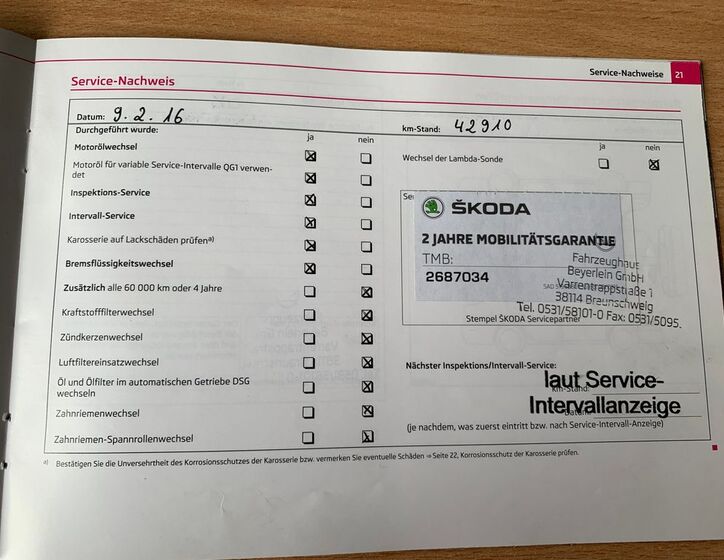 Service-Nachweise 21
Service-Nachweis
Datum: 9.2.16
km-Stand: 42910
Durchgeführt wurde:
ja nein
Motorölwechsel
Motoröl für variable Service-Intervalle QG1 verwen-
det
Inspektions-Service
Intervall-Service
Karosserie auf Lackschäden prüfen a)
Bremsflüssigkeitswechsel
Zusätzlich alle 60 000 km oder 4 Jahre
Kraftstofffilterwechsel
Zündkerzenwechsel
Luftfiltereinsatzwechsel
Öl und Ölfilter im automatischen Getriebe DSG
wechseln
Zahnriemenwechsel
Zahnriemen-Spannrollenwechsel
ja nein
Wechsel der Lambda-Sonde
Se
ŠKODA
2 JAHRE MOBILITÄTSGARANTIE
TMB:
2687034
Fahrzeughaus
Beyerlein GmbH
Varrentrappstraße 1
38114 Braunschweig
Tel. 0531/58101-0 Fax: 0531/5095.
Stempel ŠKODA Servicepartner
Nächster Inspektions/Intervall-Service:
laut Service-
km-Stand:
Intervallanzeige
Datum:
(je nachdem, was zuerst eintritt bzw. nach Service-Intervall-Anzeige)
a) Bestätigen Sie die Unversehrtheit des Korrosionsschutzes der Karosserie bzw. vermerken Sie eventuelle Schäden ⇒ Seite 22, Korrosionsschutz der Karosserie prüfen.